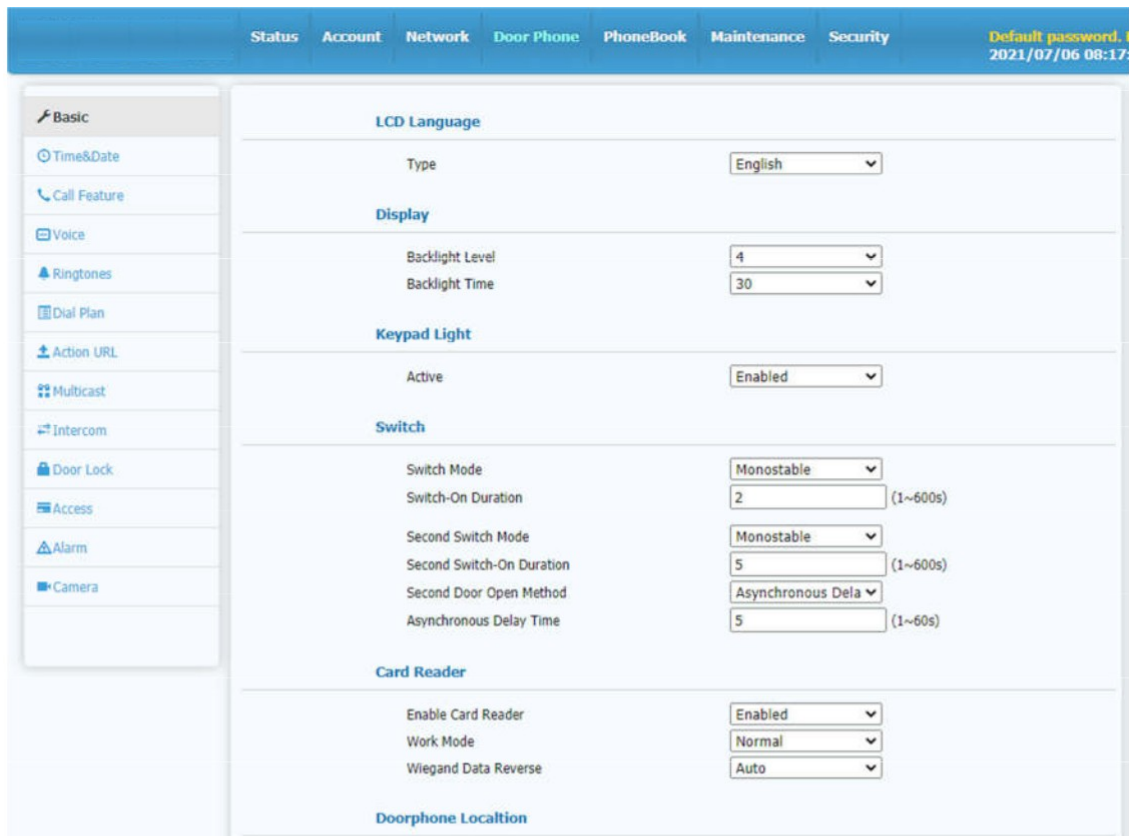 Status Account Network Door Phone PhoneBook Maintenance Security
Default password.
2021/07/06 08:17:
Basic
Time&Date
Call Feature
Voice
Ringtones
Dial Plan
Action URL
Multicast
Intercom
Door Lock
Access
Alarm
Camera
LCD Language
Type English
Display
Backlight Level 4
Backlight Time 30
Keypad Light
Active Enabled
Switch
Switch Mode Monostable
Switch-On Duration 2 (1~600s)
Second Switch Mode Monostable
Second Switch-On Duration 5 (1~600s)
Second Door Open Method Asynchronous Dela
Asynchronous Delay Time 5 (1~60s)
Card Reader
Enable Card Reader Enabled
Work Mode Normal
Wiegand Data Reverse Auto
Doorphone Localtion